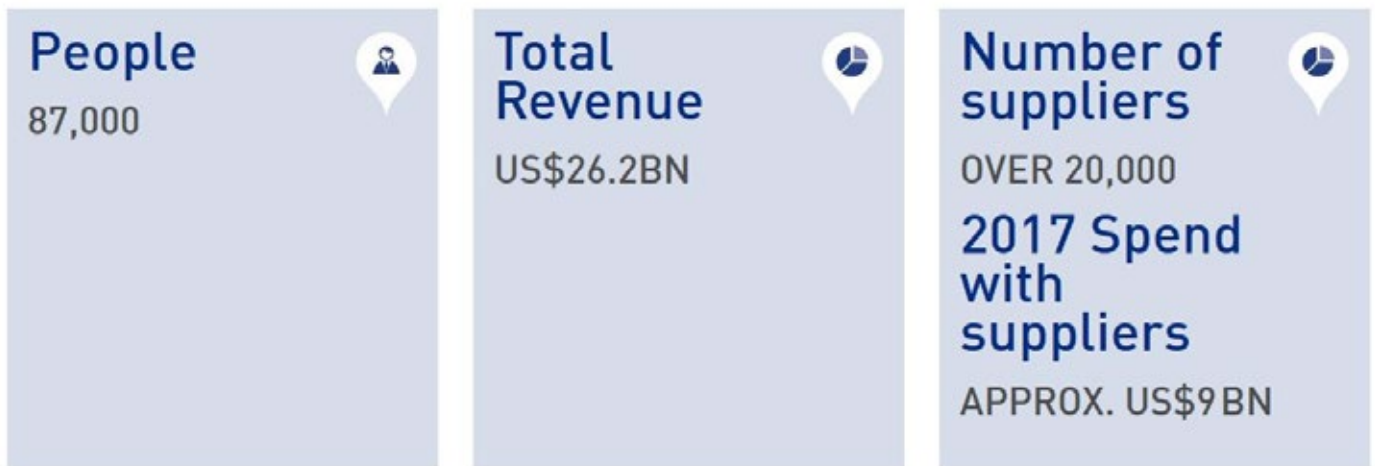 People
87,000
Total
Revenue
US$26.2BN
Number of
suppliers
OVER 20,000
2017 Spend
with
suppliers
APPROX. US$9BN